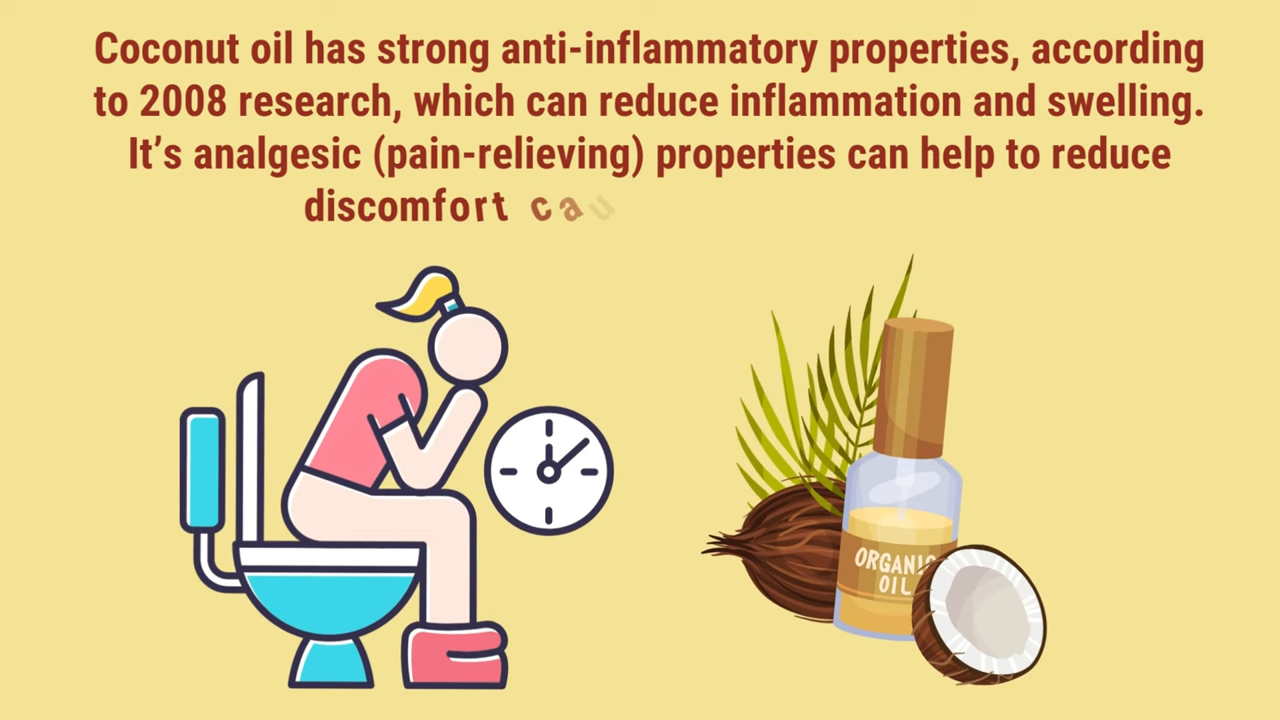 Coconut oil has strong anti-inflammatory properties, according
to 2008 research, which can reduce inflammation and swelling.
It’s analgesic (pain-relieving) properties can help to reduce
discomfort cau
ORGANIC
OIL